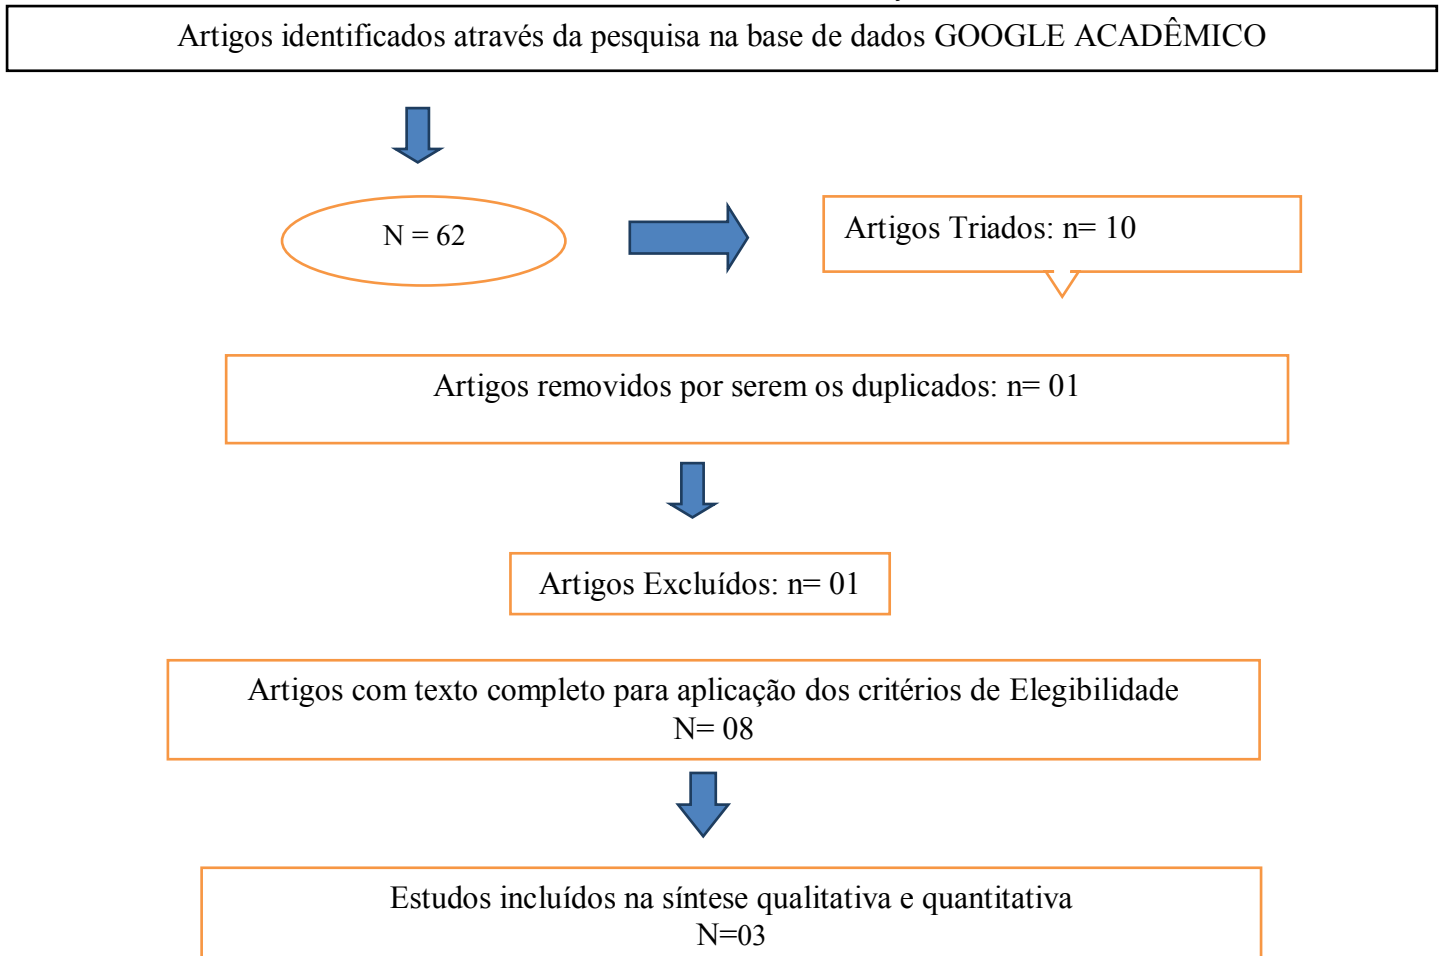 Artigos identificados através da pesquisa na base de dados GOOGLE ACADÊMICO
N = 62
Artigos Triados: n= 10
Artigos removidos por serem os duplicados: n= 01
Artigos Excluídos: n= 01
Artigos com texto completo para aplicação dos critérios de Elegibilidade
N= 08
Estudos incluídos na síntese qualitativa e quantitativa
N=03